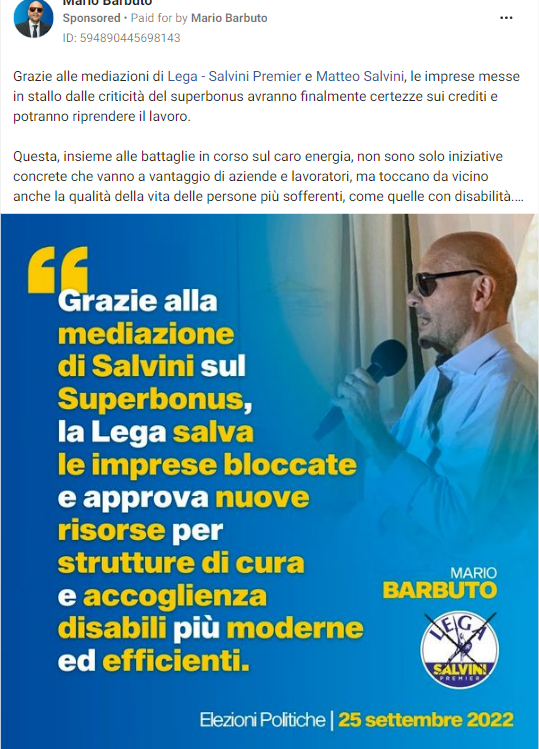 Mario Barbuto
Sponsored • Paid for by Mario Barbuto
ID: 594890445698143
Grazie alle mediazioni di Lega - Salvini Premier e Matteo Salvini, le imprese messe
in stallo dalle criticità del superbonus avranno finalmente certezze sui crediti e
potranno riprendere il lavoro.
Questa, insieme alle battaglie in corso sul caro energia, non sono solo iniziative
concrete che vanno a vantaggio di aziende e lavoratori, ma toccano da vicino
anche la qualità della vita delle persone più sofferenti, come quelle con disabilità....
“Grazie alla
mediazione
di Salvini sul
Superbonus,
la Lega salva
le imprese bloccate
e approva nuove
risorse per
strutture di cura
e accoglienza
disabili più moderne
ed efficienti.
MARIO
BARBUTO
LEGA
SALVINI
PREMIER
Elezioni Politiche | 25 settembre 2022